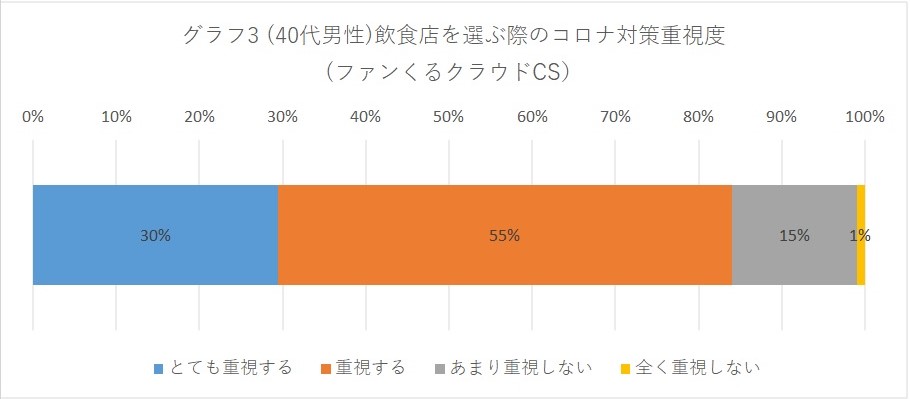 グラフ3 (40代男性)飲食店を選ぶ際のコロナ対策重視度
(ファンくるクラウドCS)
0% 10% 20% 30% 40% 50% 60% 70% 80% 90% 100%
30% 55% 15% 1%
とても重視する 重視する あまり重視しない 全く重視しない